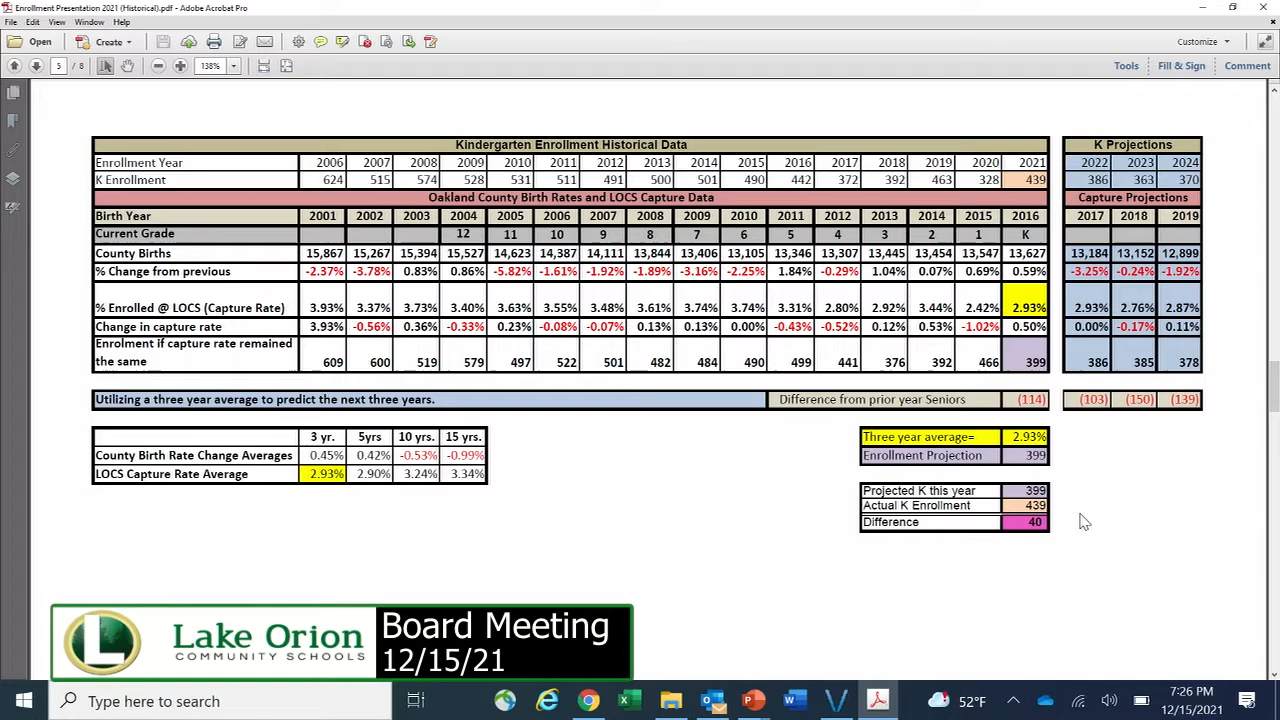 Enrollment Presentation 2021 (Historical).pdf - Adobe Acrobat Pro
File Edit View Window Help
Open Create Customize
5 / 8 138% Tools Fill & Sign Comment
Kindergarten Enrollment Historical Data K Projections
Enrollment Year 2006 2007 2008 2009 2010 2011 2012 2013 2014 2015 2016 2017 2018 2019 2020 2021 2022 2023 2024
K Enrollment 624 515 574 528 531 511 491 500 501 490 442 372 392 463 328 439 386 363 370
Oakland County Birth Rates and LOCS Capture Data Capture Projections
Birth Year 2001 2002 2003 2004 2005 2006 2007 2008 2009 2010 2011 2012 2013 2014 2015 2016 2017 2018 2019
Current Grade 12 11 10 9 8 7 6 5 4 3 2 1 K
County Births 15,867 15,267 15,394 15,527 14,623 14,387 14,111 13,844 13,406 13,105 13,346 13,307 13,445 13,454 13,547 13,627 13,184 13,152 12,899
% Change from previous -2.37% -3.78% 0.83% 0.86% -5.82% -1.61% -1.92% -1.89% -3.16% -2.25% 1.84% -0.29% 1.04% 0.07% 0.69% 0.59% -3.25% -0.24% -1.92%
% Enrolled @ LOCS (Capture Rate) 3.93% 3.37% 3.73% 3.40% 3.63% 3.55% 3.48% 3.61% 3.74% 3.74% 3.31% 2.80% 2.92% 3.44% 2.42% 2.93% 2.93% 2.76% 2.87%
Change in capture rate 3.93% -0.56% 0.36% -0.33% 0.23% -0.08% -0.07% 0.13% 0.13% 0.00% -0.43% -0.52% 0.12% 0.53% -1.02% 0.50% 0.00% -0.17% 0.11%
Enrolment if capture rate remained
the same 609 600 519 579 497 522 501 482 484 490 499 441 376 392 466 399 386 385 378
Utilizing a three year average to predict the next three years. Difference from prior year Seniors (114) (103) (150) (139)
3 yr. 5yrs 10 yrs. 15 yrs.
County Birth Rate Change Averages 0.45% 0.42% -0.53% -0.99%
LOCS Capture Rate Average 2.93% 2.90% 3.24% 3.34%
Three year average= 2.93%
Enrollment Projection 399
Projected K this year 399
Actual K Enrollment 439
Difference 40
Lake Orion
COMMUNITY SCHOOLS
Board Meeting
12/15/21
Type here to search
52°F
7:26 PM
12/15/2021